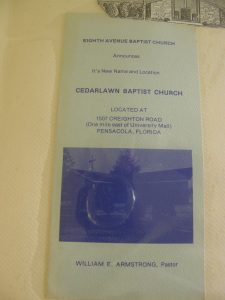 EIGHTH AVENUE BAPTIST CHURCH
Announces
It's New Name and Location
CEDARLAWN BAPTIST CHURCH
LOCATED AT
1507 CREIGHTON ROAD
(One mile east of University Mall)
PENSACOLA, FLORIDA
WILLIAM E. ARMSTRONG, Pastor